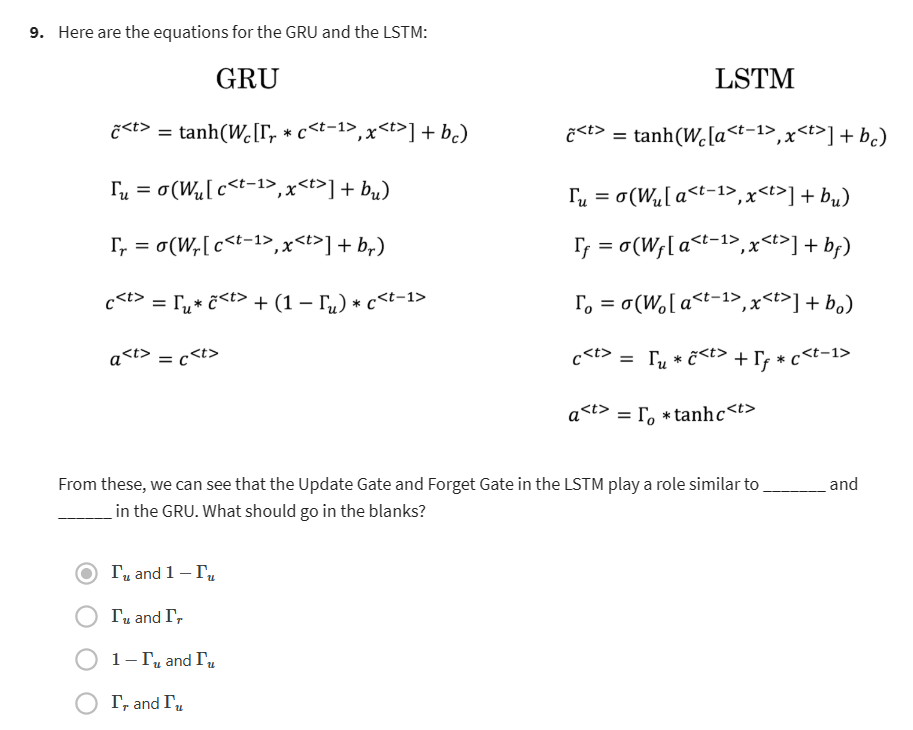 9. Here are the equations for the GRU and the LSTM:
GRU
LSTM
c̃<t> = tanh(Wc[Γr * c<t−1>, x<t>] + bc)
c̃<t> = tanh(Wc[a<t−1>, x<t>] + bc)
Γu = σ(Wu[ c<t−1>, x<t>] + bu)
Γu = σ(Wu[ a<t−1>, x<t>] + bu)
Γr = σ(Wr[ c<t−1>, x<t>] + br)
Γf = σ(Wf[ a<t−1>, x<t>] + bf)
c<t> = Γu * c̃<t> + (1 − Γu) * c<t−1>
Γo = σ(Wo[ a<t−1>, x<t>] + bo)
a<t> = c<t>
c<t> = Γu * c̃<t> + Γf * c<t−1>
a<t> = Γo * tanh c<t>
From these, we can see that the Update Gate and Forget Gate in the LSTM play a role similar to _______ and
______ in the GRU. What should go in the blanks?
Γu and 1 − Γu
Γu and Γr
1 − Γu and Γu
Γr and Γu